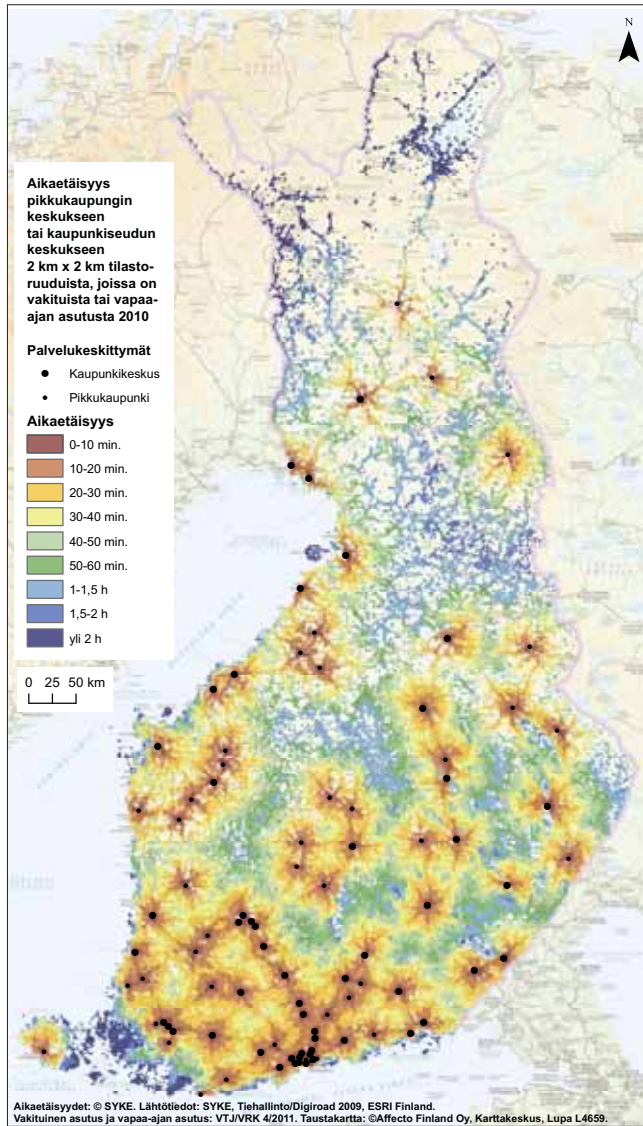 N
Aikaetäisyys
pikkukaupungin
keskukseen
tai kaupunkiseudun
keskukseen
2 km x 2 km tilasto-
ruuduista, joissa on
vakituista tai vapaa-
ajan asutusta 2010
Palvelukeskittymät
Kaupunkikeskus
Pikkukaupunki
Aikaetäisyys
0-10 min.
10-20 min.
20-30 min.
30-40 min.
40-50 min.
50-60 min.
1-1,5 h
1,5-2 h
yli 2 h
0 25 50 km
Aikaetäisyydet: © SYKE. Lähtötiedot: SYKE, Tiehallinto/Digiroad 2009, ESRI Finland.
Vakituinen asutus ja vapaa-ajan asutus: VTJ/VRK 4/2011. Taustakartta: ©Affecto Finland Oy, Karttakeskus, Lupa L4659.